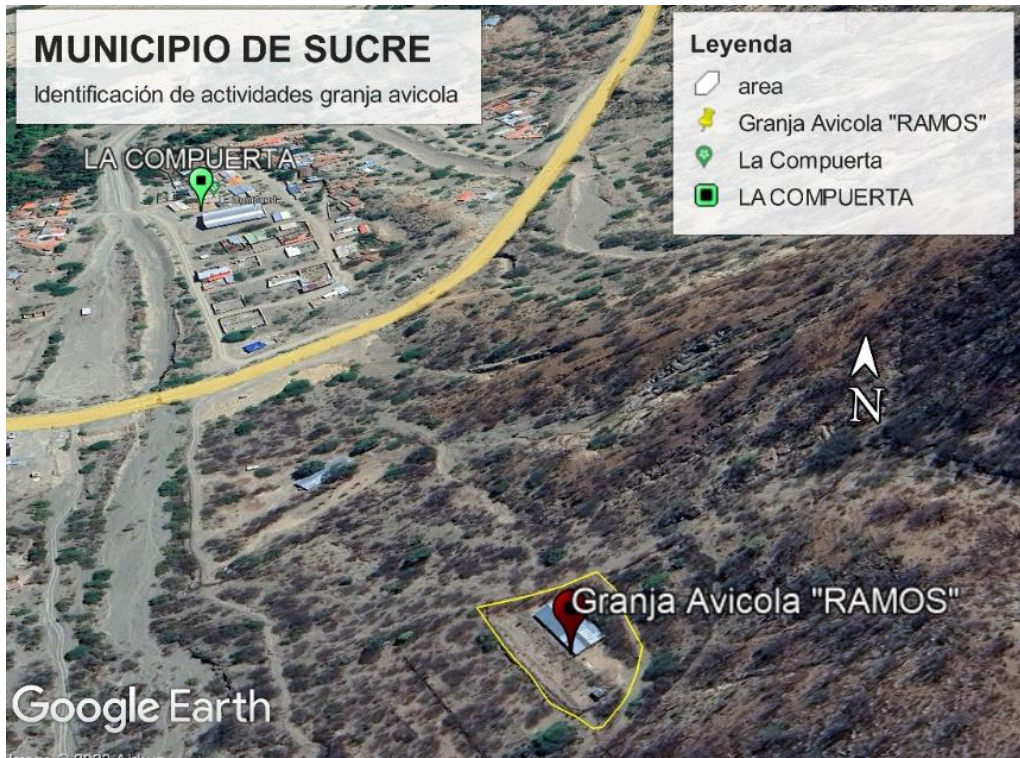 MUNICIPIO DE SUCRE
Identificación de actividades granja avicola
Leyenda
area
Granja Avicola "RAMOS"
La Compuerta
LA COMPUERTA
LA COMPUERTA
N
Granja Avicola "RAMOS"
Google Earth